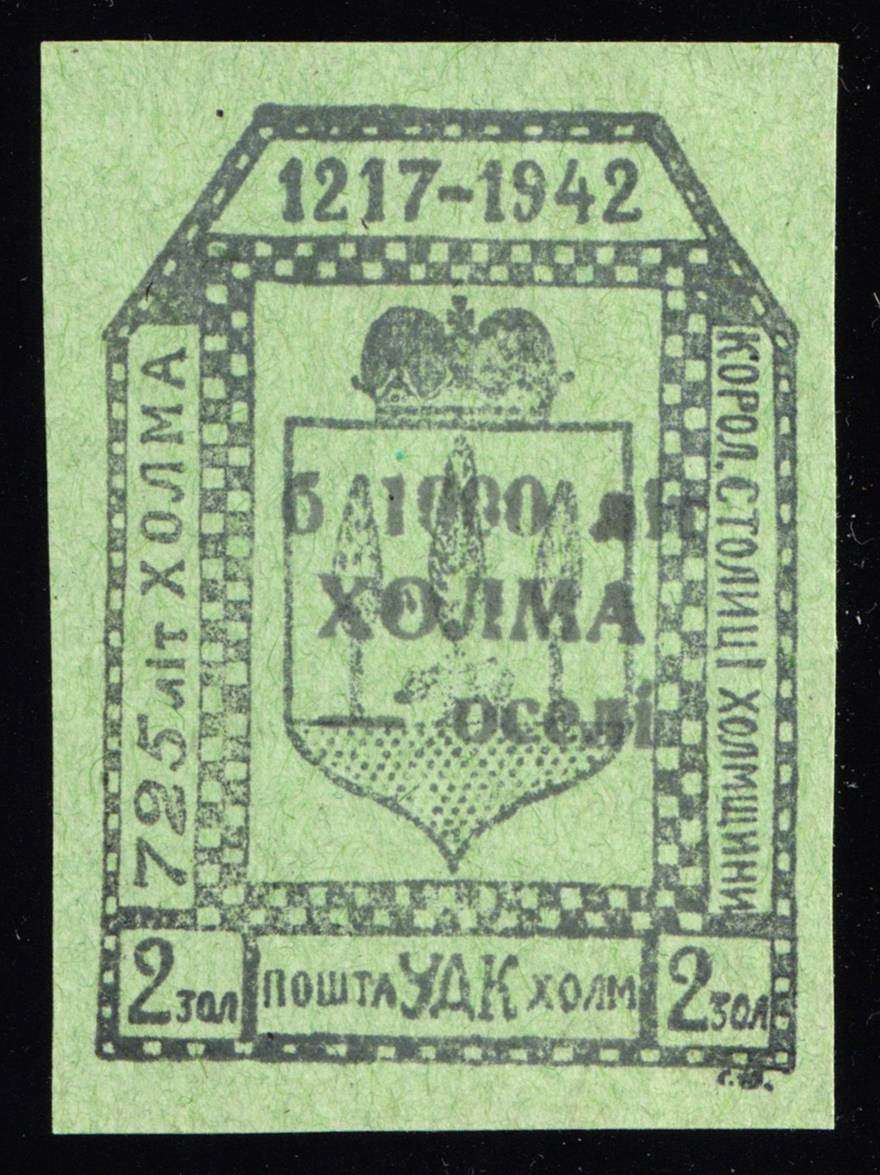 1217-1942
725 літ ХОЛМА
КОРОЛ. СТОЛИЦІ ХОЛМЩИНИ
б. 1000 літ
ХОЛМА
оселі
2 зол
ПОШТА УДК ХОЛМ
2 зол